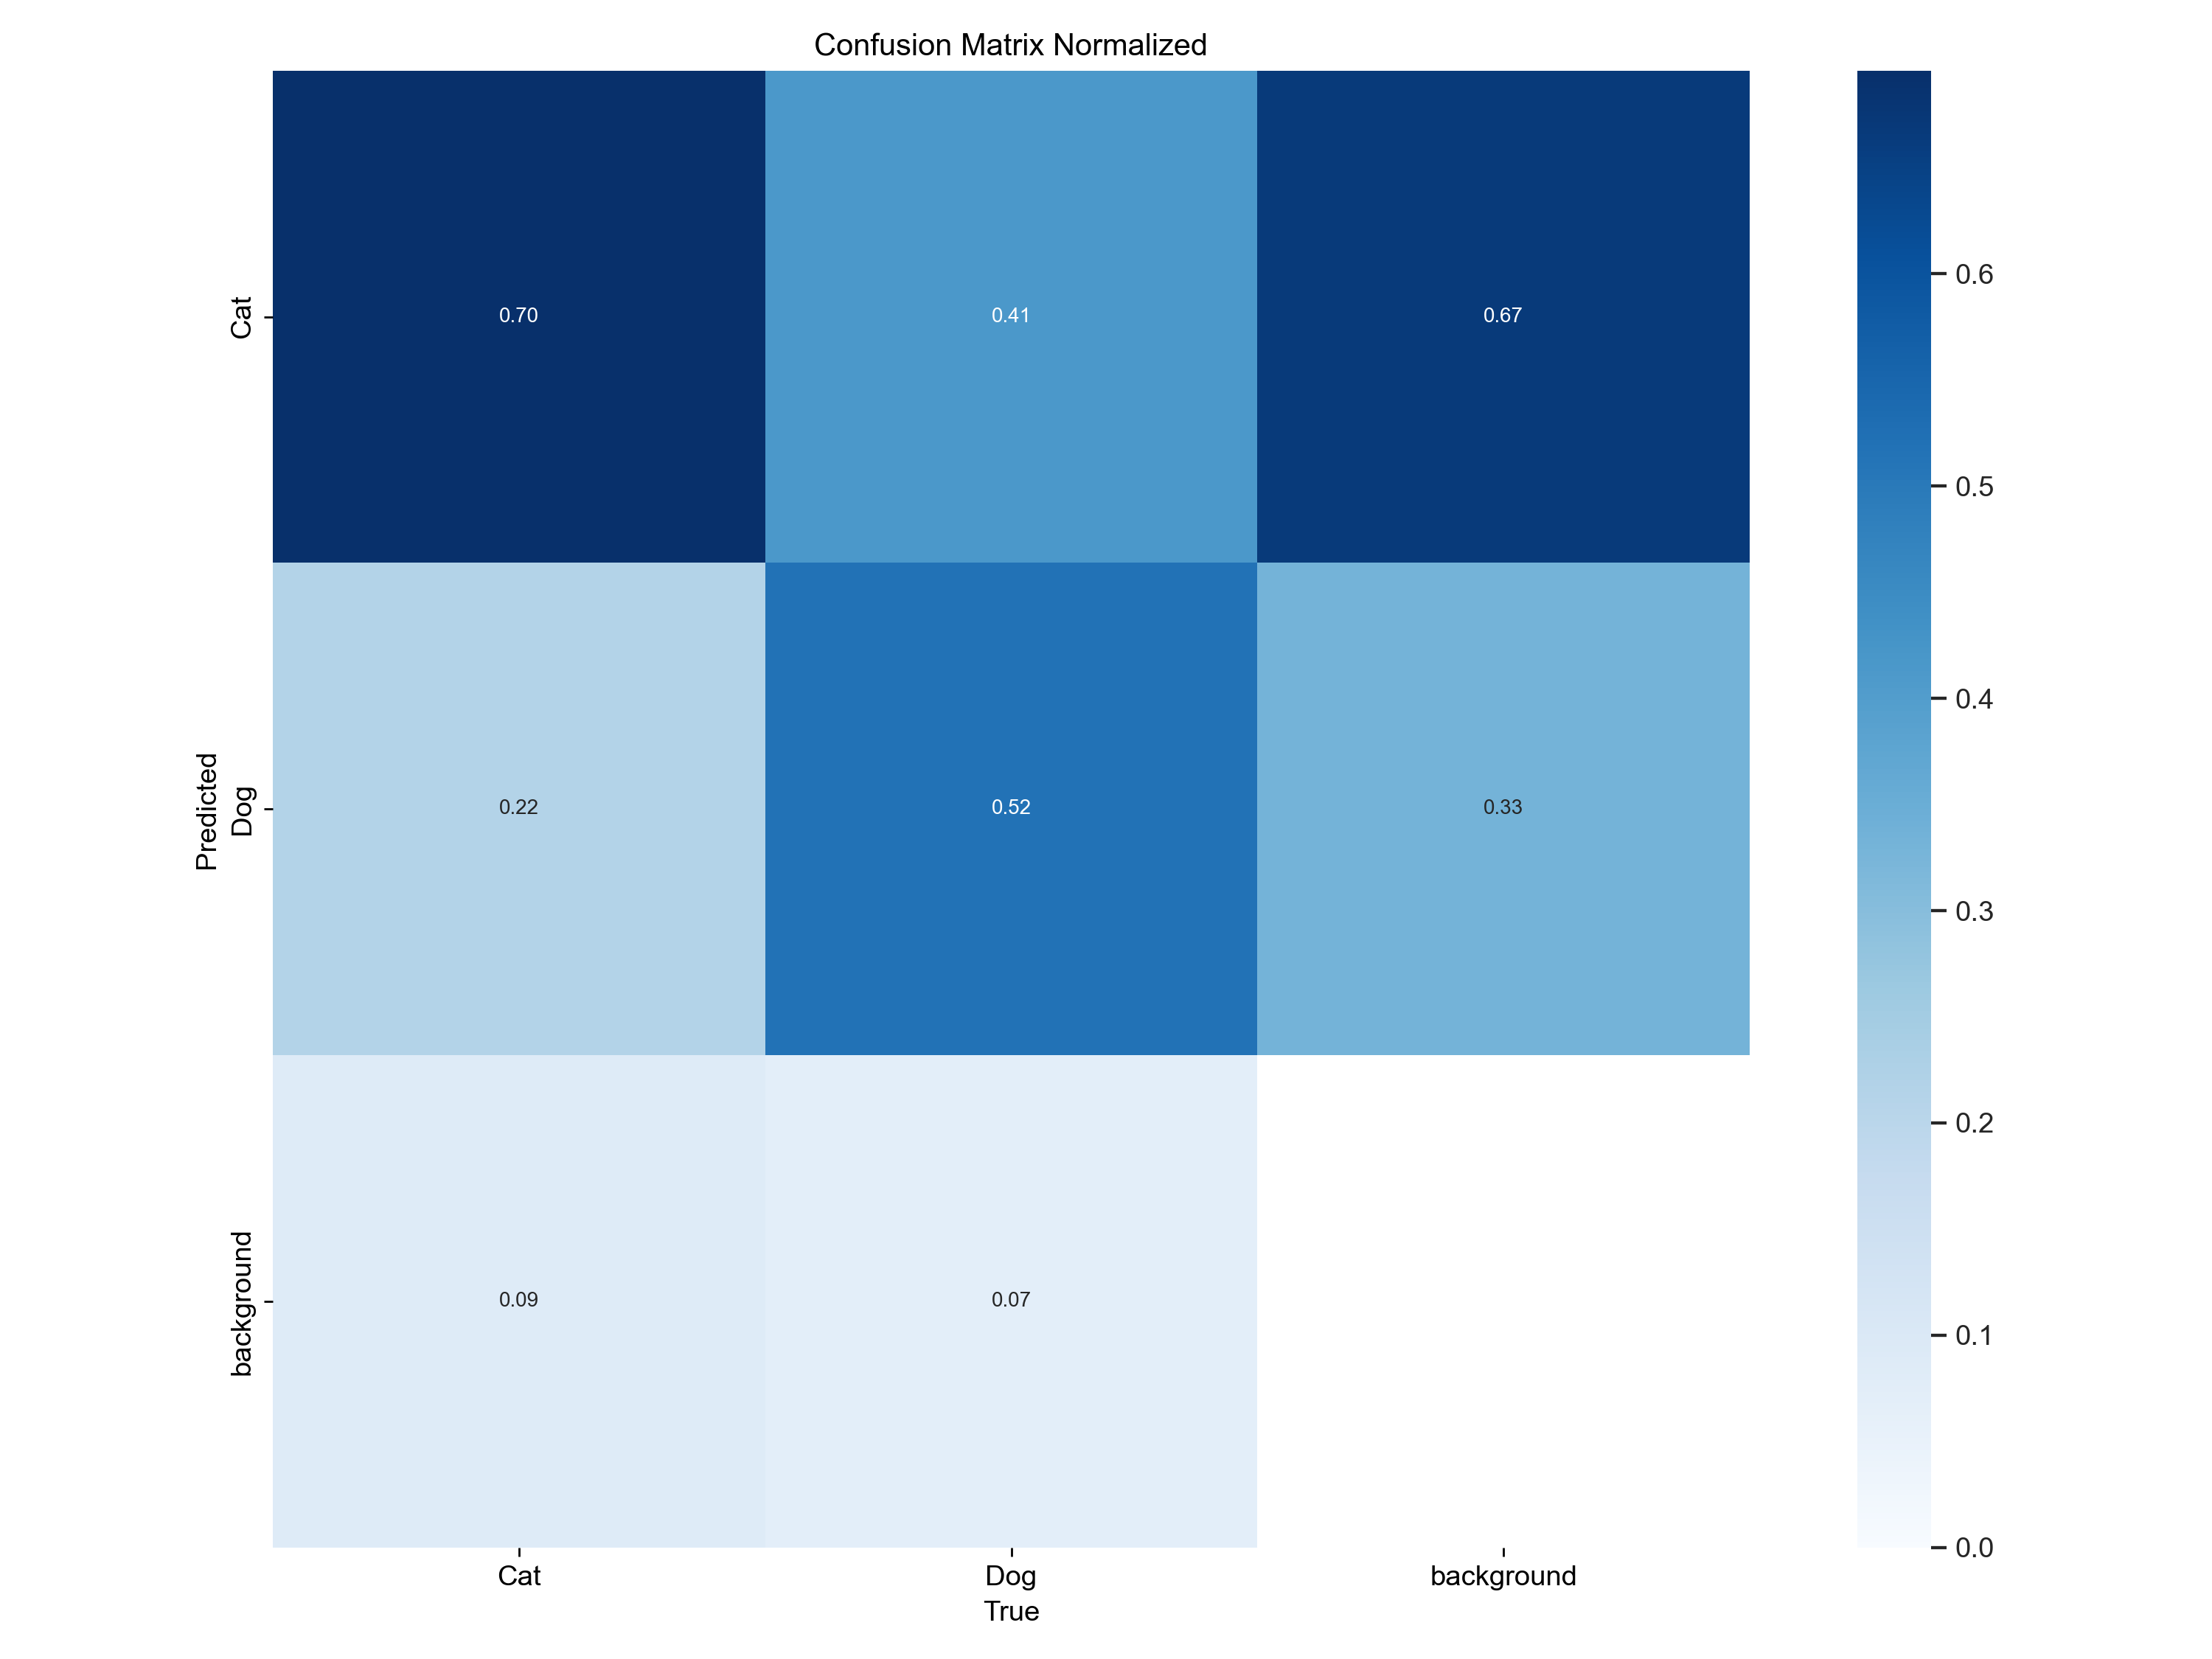 Confusion Matrix Normalized
Predicted
Cat
0.70
0.41
0.67
Dog
0.22
0.52
0.33
background
0.09
0.07
Cat
Dog
background
True
0.6
0.5
0.4
0.3
0.2
0.1
0.0